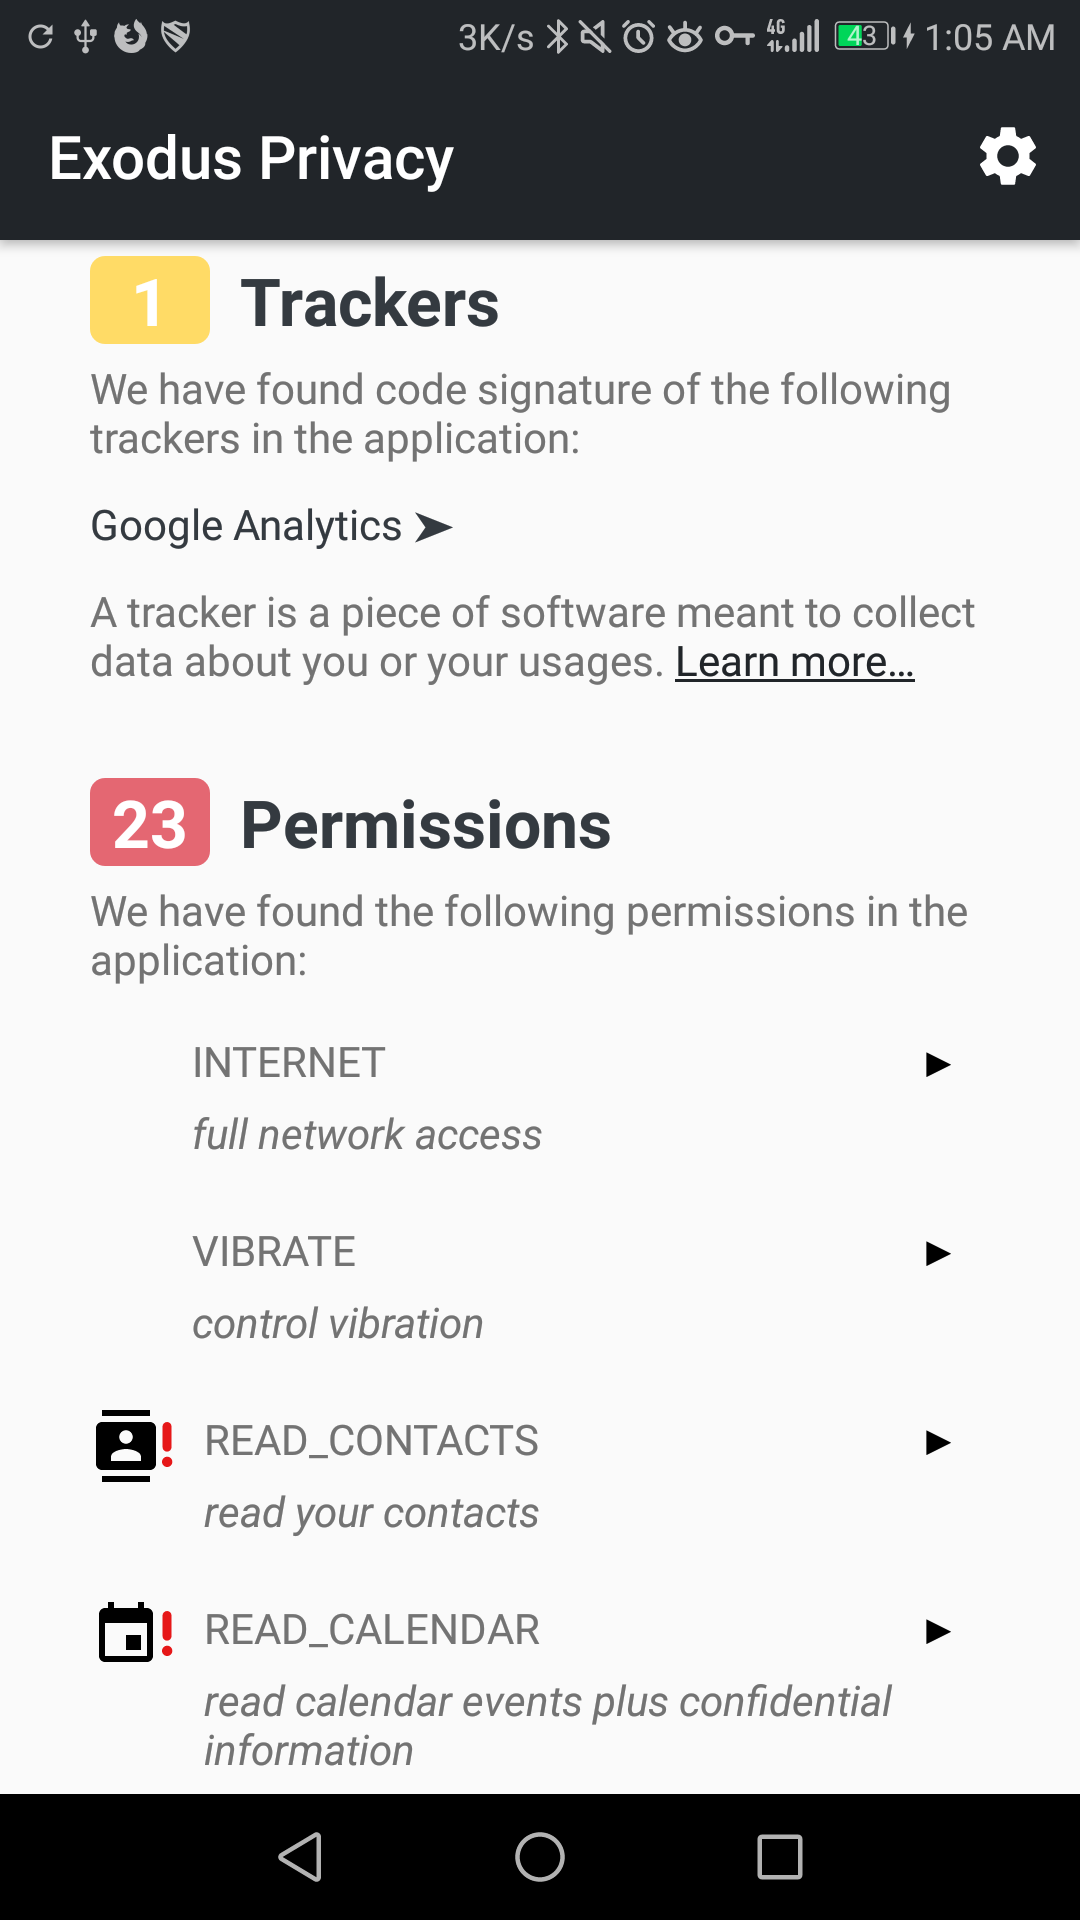 3K/s 4G 43 1:05 AM
Exodus Privacy
1 Trackers
We have found code signature of the following
trackers in the application:
Google Analytics ➤
A tracker is a piece of software meant to collect
data about you or your usages. Learn more...
23 Permissions
We have found the following permissions in the
application:
INTERNET
full network access
VIBRATE
control vibration
READ_CONTACTS
read your contacts
READ_CALENDAR
read calendar events plus confidential
information